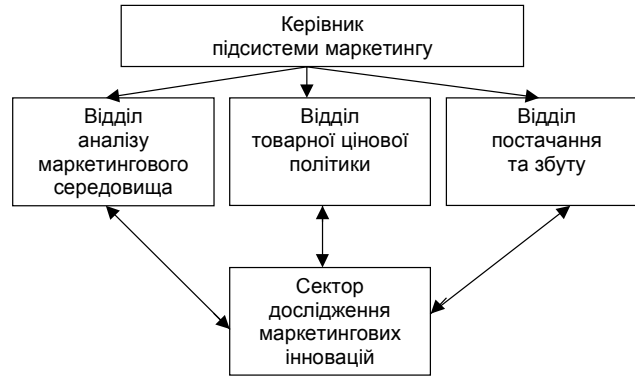 Керівник
підсистеми маркетингу
Відділ
аналізу
маркетингового
середовища
Відділ
товарної цінової
політики
Відділ
постачання
та збуту
Сектор
дослідження
маркетингових
інновацій